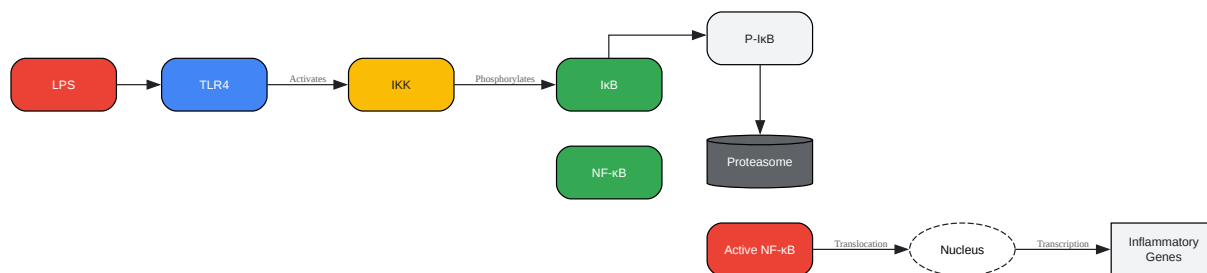 P-IκB
LPS
TLR4
Activates
IKK
Phosphorylates
IκB
Proteasome
NF-κB
Active NF-κB
Translocation
Nucleus
Transcription
Inflammatory
Genes